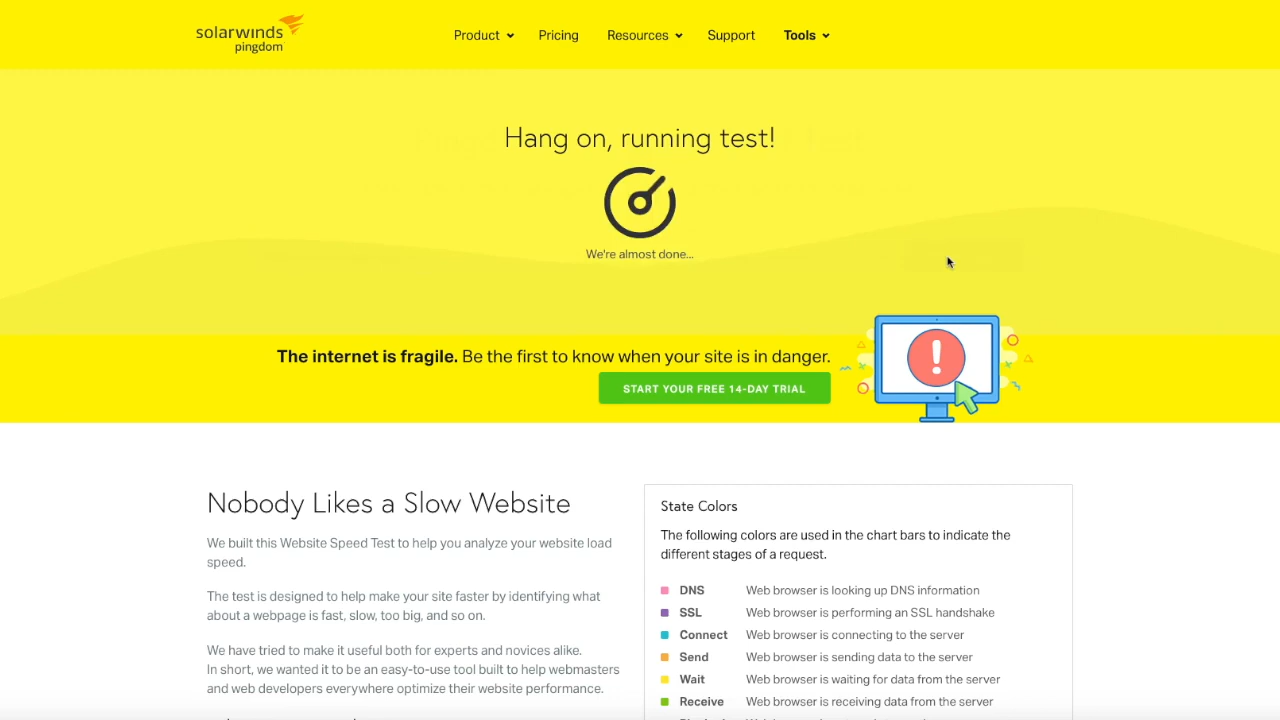 solarwinds
pingdom
Product
Pricing
Resources
Support
Tools
Hang on, running test!
We're almost done...
The internet is fragile. Be the first to know when your site is in danger.
START YOUR FREE 14-DAY TRIAL
Nobody Likes a Slow Website
We built this Website Speed Test to help you analyze your website load
speed.
The test is designed to help make your site faster by identifying what
about a webpage is fast, slow, too big, and so on.
We have tried to make it useful both for experts and novices alike.
In short, we wanted it to be an easy-to-use tool built to help webmasters
and web developers everywhere optimize their website performance.
State Colors
The following colors are used in the chart bars to indicate the
different stages of a request.
DNS Web browser is looking up DNS information
SSL Web browser is performing an SSL handshake
Connect Web browser is connecting to the server
Send Web browser is sending data to the server
Wait Web browser is waiting for data from the server
Receive Web browser is receiving data from the server